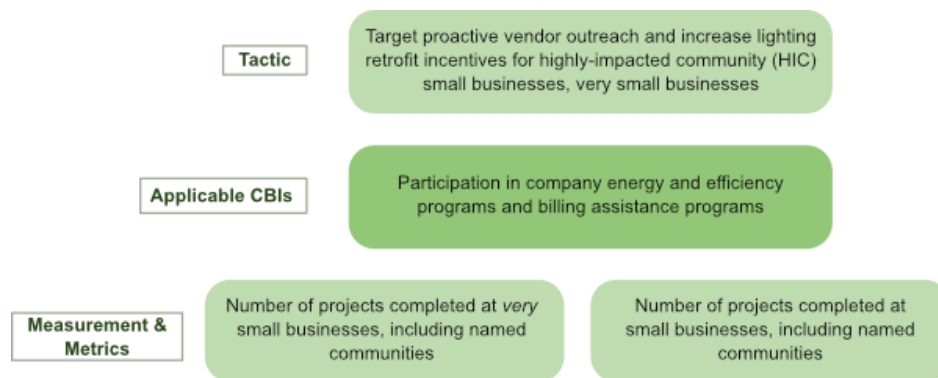 Tactic
Target proactive vendor outreach and increase lighting
retrofit incentives for highly-impacted community (HIC)
small businesses, very small businesses
Applicable CBIs
Participation in company energy and efficiency
programs and billing assistance programs
Measurement &
Metrics
Number of projects completed at very
small businesses, including named
communities
Number of projects completed at
small businesses, including named
communities